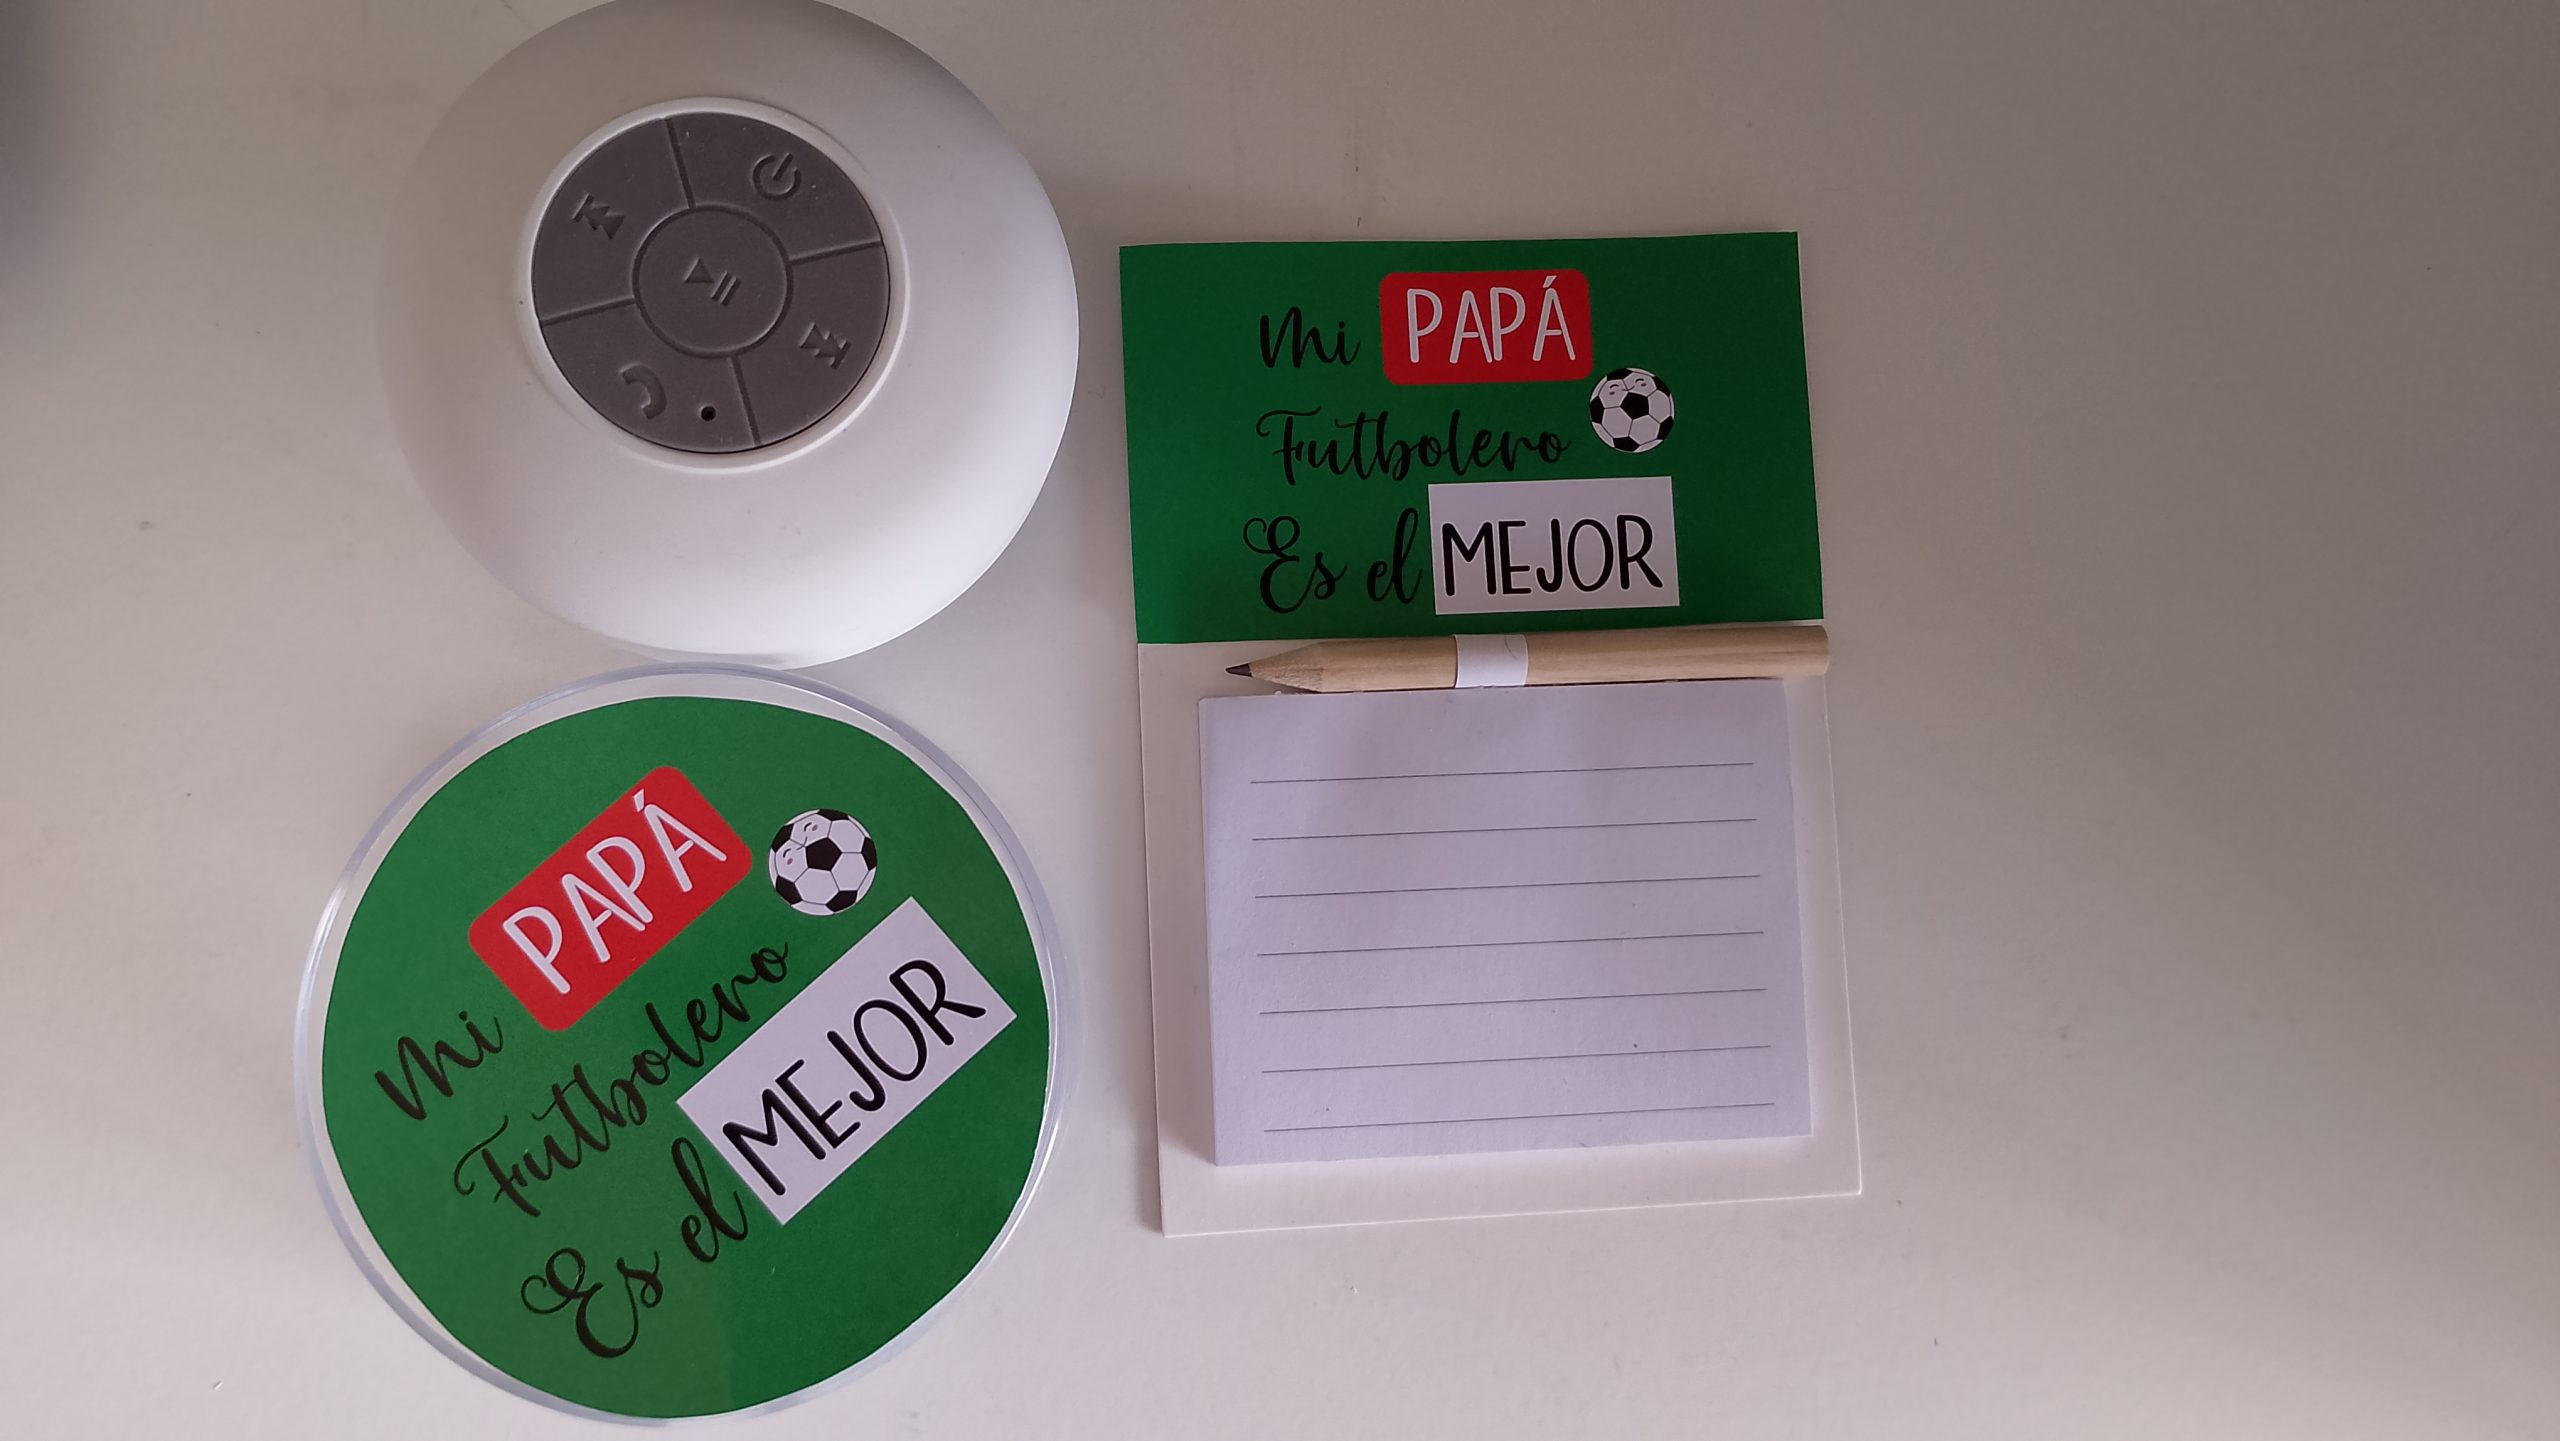 Mi PAPÁ
Futbolero
Es el MEJOR
Mi PAPÁ
Futbolero
Es el MEJOR